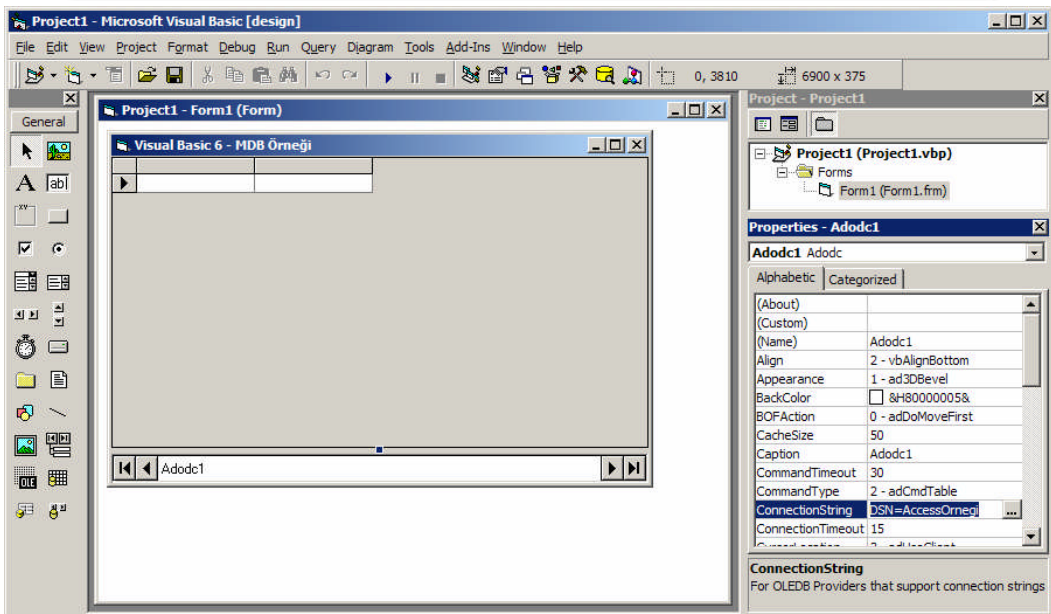 Project1 - Microsoft Visual Basic [design]
File Edit View Project Format Debug Run Query Diagram Tools Add-Ins Window Help
0, 3810 6900 x 375
General
A ab|
xv
OLE
Project1 - Form1 (Form)
Visual Basic 6 - MDB Örneği
Adodc1
Project - Project1
Project1 (Project1.vbp)
Forms
Form1 (Form1.frm)
Properties - Adodc1
Adodc1 Adodc
Alphabetic Categorized
(About)
(Custom)
(Name) Adodc1
Align 2 - vbAlignBottom
Appearance 1 - ad3DBevel
BackColor &H80000005&
BOFAction 0 - adDoMoveFirst
CacheSize 50
Caption Adodc1
CommandTimeout 30
CommandType 2 - adCmdTable
ConnectionString DSN=AccessOrnegi ...
ConnectionTimeout 15
ConnectionString
For OLEDB Providers that support connection strings